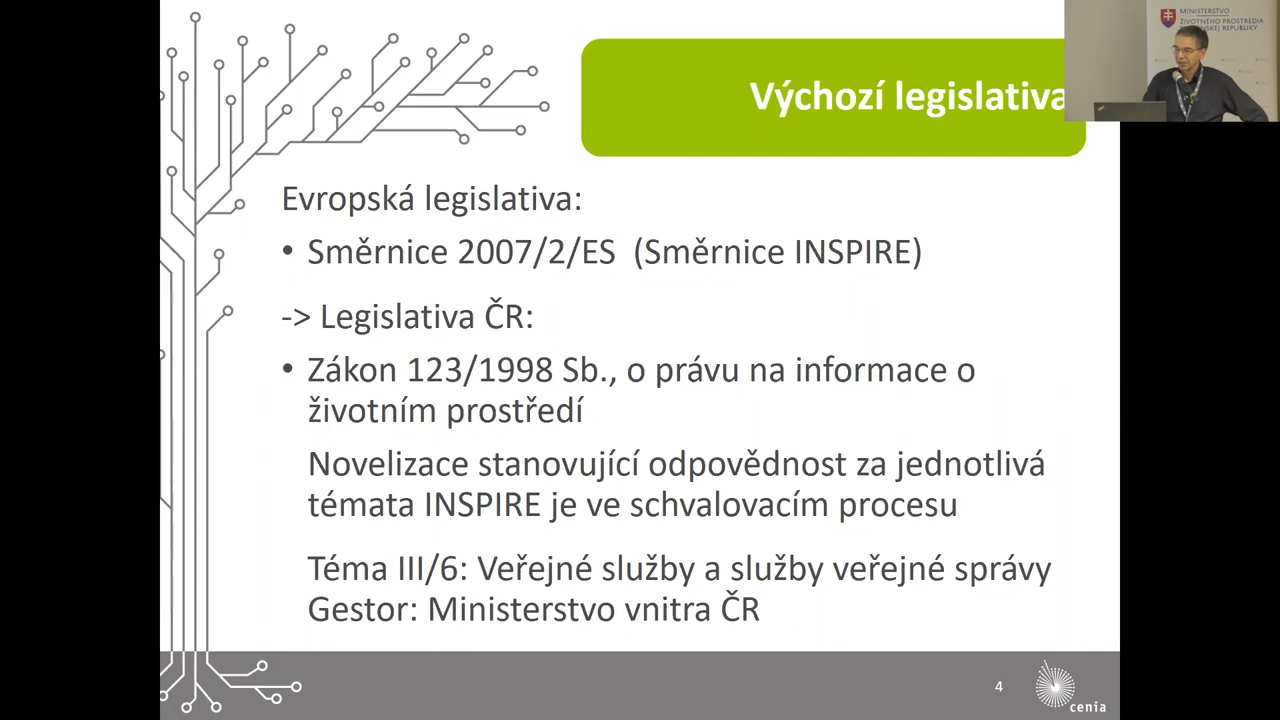 Výchozí legislativa
MINISTERSTVO
ŽIVOTNÉHO PROSTREDIA
REPUBLIKY
Evropská legislativa:
• Směrnice 2007/2/ES (Směrnice INSPIRE)
-> Legislativa ČR:
• Zákon 123/1998 Sb., o právu na informace o
životním prostředí
Novelizace stanovující odpovědnost za jednotlivá
témata INSPIRE je ve schvalovacím procesu
Téma III/6: Veřejné služby a služby veřejné správy
Gestor: Ministerstvo vnitra ČR
4
cenia